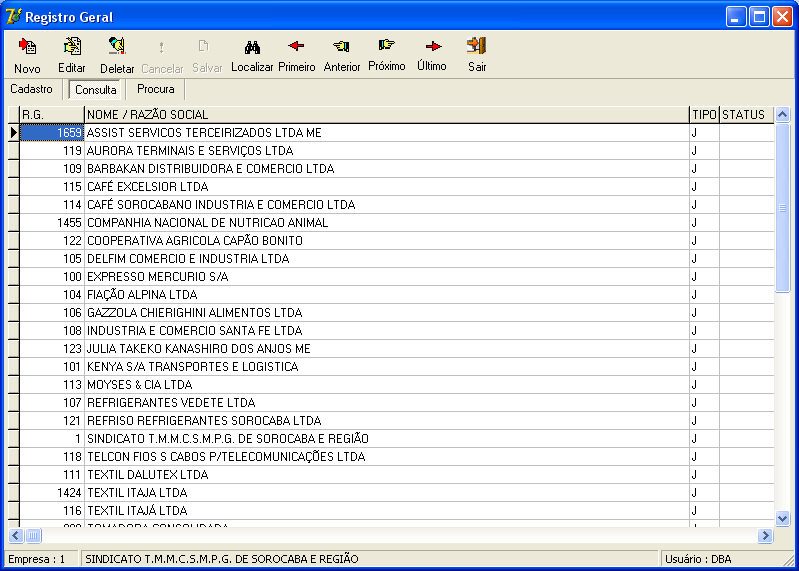 Registro Geral
Novo Editar Deletar Cancelar Salvar Localizar Primeiro Anterior Próximo Último Sair
Cadastro Consulta Procura
R.G. NOME / RAZÃO SOCIAL TIPO STATUS
1659 ASSIST SERVICOS TERCEIRIZADOS LTDA ME J
119 AURORA TERMINAIS E SERVIÇOS LTDA J
109 BARBAKAN DISTRIBUIDORA E COMERCIO LTDA J
115 CAFÉ EXCELSIOR LTDA J
114 CAFÉ SOROCABANO INDUSTRIA E COMERCIO LTDA J
1455 COMPANHIA NACIONAL DE NUTRICAO ANIMAL J
122 COOPERATIVA AGRICOLA CAPÃO BONITO J
105 DELFIM COMERCIO E INDUSTRIA LTDA J
100 EXPRESSO MERCURIO S/A J
104 FIAÇÃO ALPINA LTDA J
106 GAZZOLA CHIERIGHINI ALIMENTOS LTDA J
108 INDUSTRIA E COMERCIO SANTA FE LTDA J
123 JULIA TAKEKO KANASHIRO DOS ANJOS ME J
101 KENYA S/A TRANSPORTES E LOGISTICA J
113 MOYSES & CIA LTDA J
107 REFRIGERANTES VEDETE LTDA J
121 REFRISO REFRIGERANTES SOROCABA LTDA J
1 SINDICATO T.M.M.C.S.M.P.G. DE SOROCABA E REGIÃO J
118 TELCON FIOS S CABOS P/TELECOMUNICAÇÕES LTDA J
111 TEXTIL DALUTEX LTDA J
1424 TEXTIL ITAJA LTDA J
116 TEXTIL ITAJÁ LTDA J
TOMADORA CONSOLIDADA
Empresa : 1 SINDICATO T.M.M.C.S.M.P.G. DE SOROCABA E REGIÃO Usuário : DBA